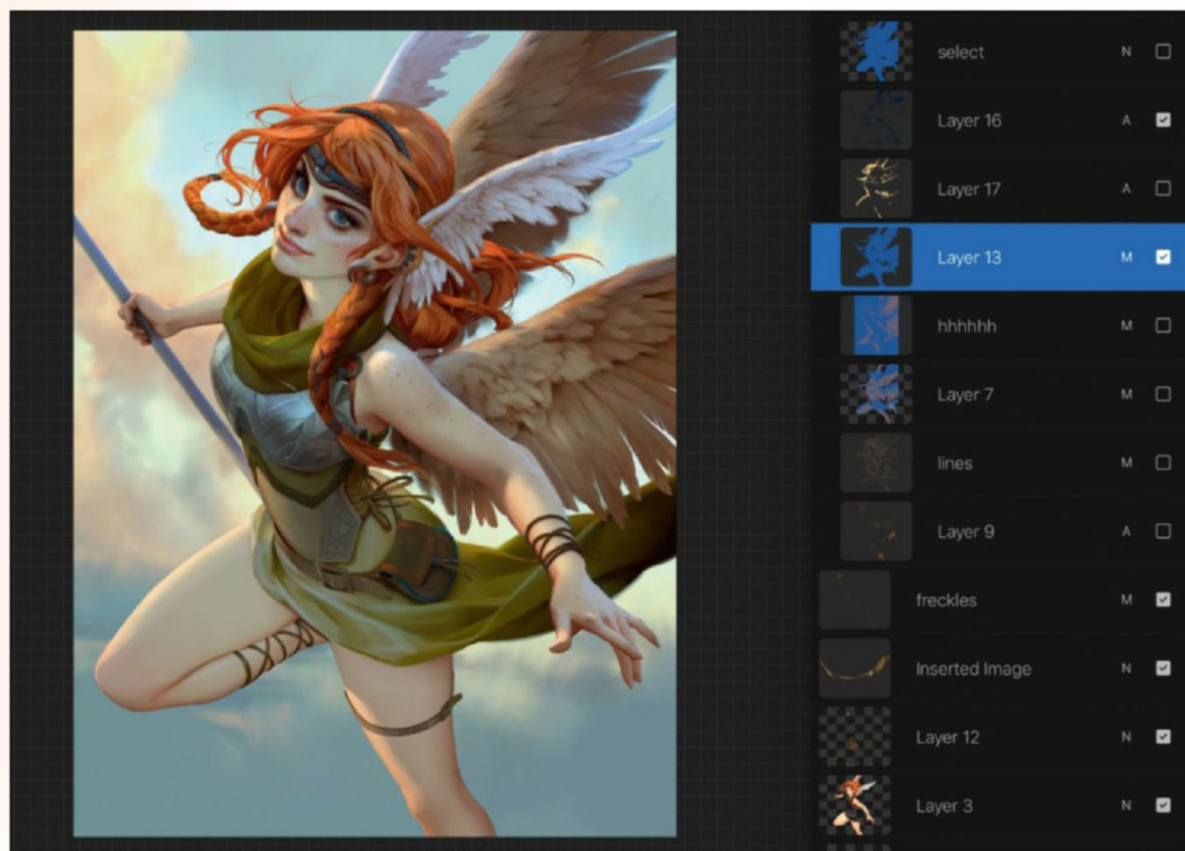 select N
Layer 16 A
Layer 17 A
Layer 13 M
hhhhhh M
Layer 7 M
lines M
Layer 9 A
freckles M
Inserted Image N
Layer 12 N
Layer 3 N